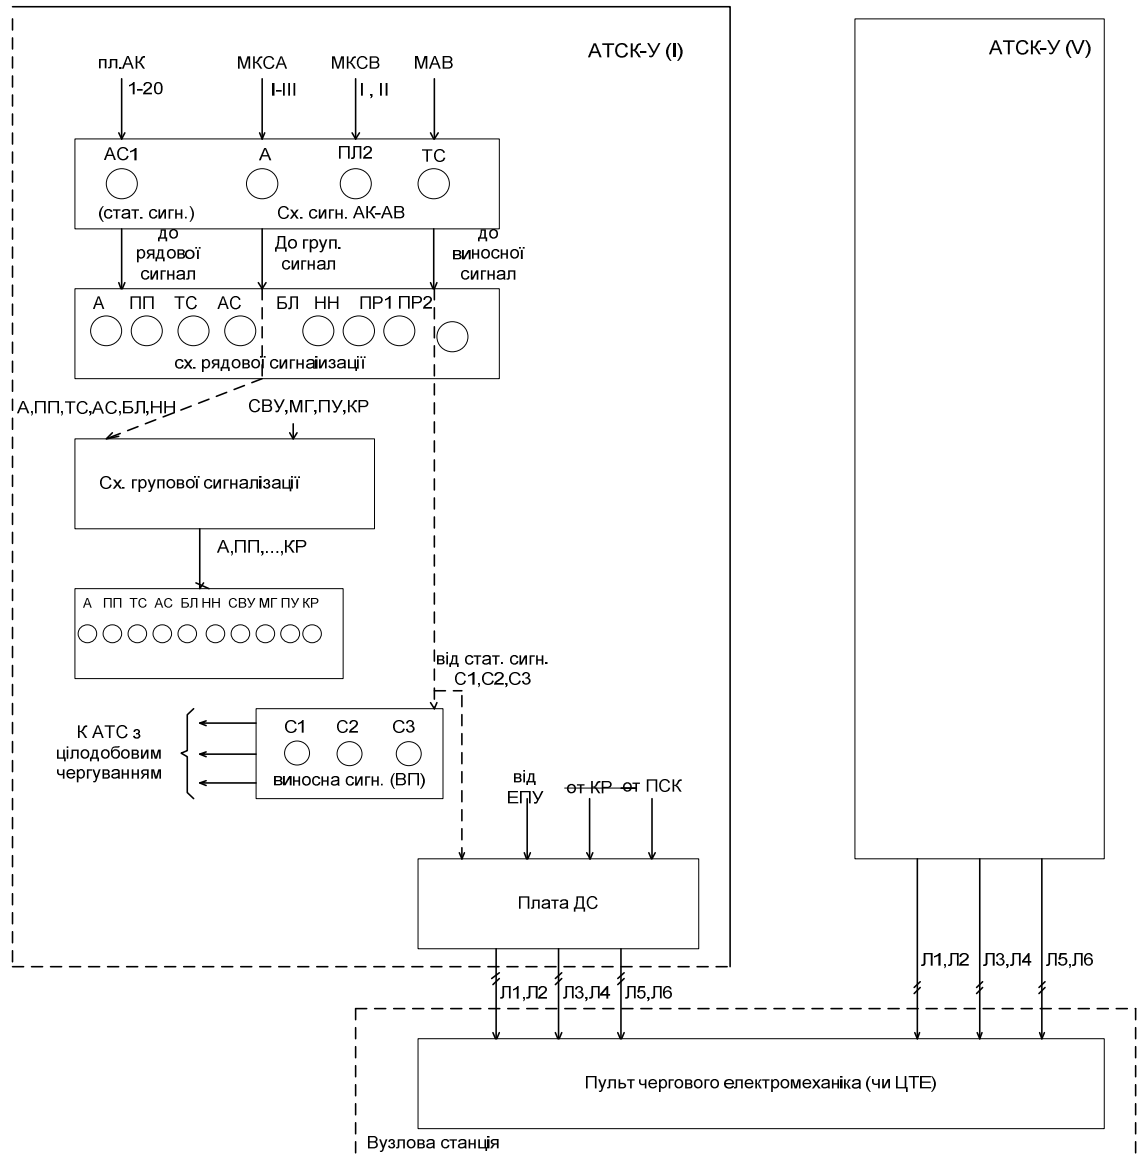 АТСК-У (I)
АТСК-У (V)
пл.АК
МКСА
МКСВ
МАВ
1-20
I-III
I , II
АС1
А
ПЛ2
ТС
(стат. сигн.)
Сх. сигн. АК-АВ
до
рядової
сигнал
До груп.
сигнал
до
виносної
сигнал
А
ПП
ТС
АС
БЛ
НН
ПР1
ПР2
сх. рядової сигнаіизації
А,ПП,ТС,АС,БЛ,НН
СВУ,МГ,ПУ,КР
Сх. групової сигналізації
А,ПП,...,КР
А
ПП
ТС
АС
БЛ
НН
СВУ
МГ
ПУ
КР
від стат. сигн.
С1,С2,С3
К АТС з
цілодобовим
чергуванням
С1
С2
С3
виносна сигн. (ВП)
від
ЕПУ
от КР
от ПСК
Плата ДС
Л1,Л2
Л3,Л4
Л5,Л6
Л1,Л2
Л3,Л4
Л5,Л6
Пульт чергового електромеханіка (чи ЦТЕ)
Вузлова станція